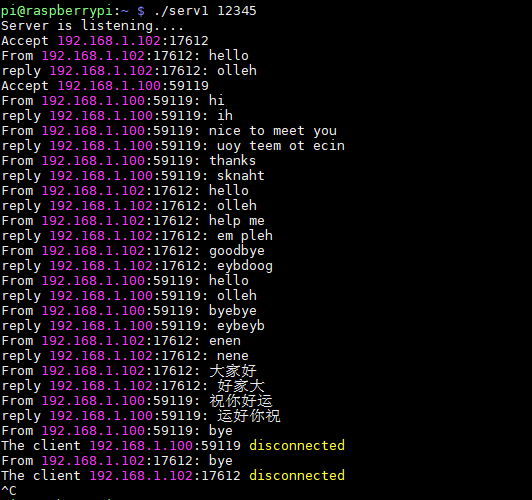 pi@raspberrypi:~ $ ./serv1 12345
Server is listening....
Accept 192.168.1.102:17612
From 192.168.1.102:17612: hello
reply 192.168.1.102:17612: olleh
Accept 192.168.1.100:59119
From 192.168.1.100:59119: hi
reply 192.168.1.100:59119: ih
From 192.168.1.100:59119: nice to meet you
reply 192.168.1.100:59119: uoy teem ot ecin
From 192.168.1.100:59119: thanks
reply 192.168.1.100:59119: sknaht
From 192.168.1.102:17612: hello
reply 192.168.1.102:17612: olleh
From 192.168.1.102:17612: help me
reply 192.168.1.102:17612: em pleh
From 192.168.1.102:17612: goodbye
reply 192.168.1.102:17612: eybdoog
From 192.168.1.100:59119: hello
reply 192.168.1.100:59119: olleh
From 192.168.1.100:59119: byebye
reply 192.168.1.100:59119: eybeyb
From 192.168.1.102:17612: enen
reply 192.168.1.102:17612: nene
From 192.168.1.102:17612: 大家好
reply 192.168.1.102:17612: 好家大
From 192.168.1.100:59119: 祝你好运
reply 192.168.1.100:59119: 运好你祝
From 192.168.1.100:59119: bye
The client 192.168.1.100:59119 disconnected
From 192.168.1.102:17612: bye
The client 192.168.1.102:17612 disconnected
^C